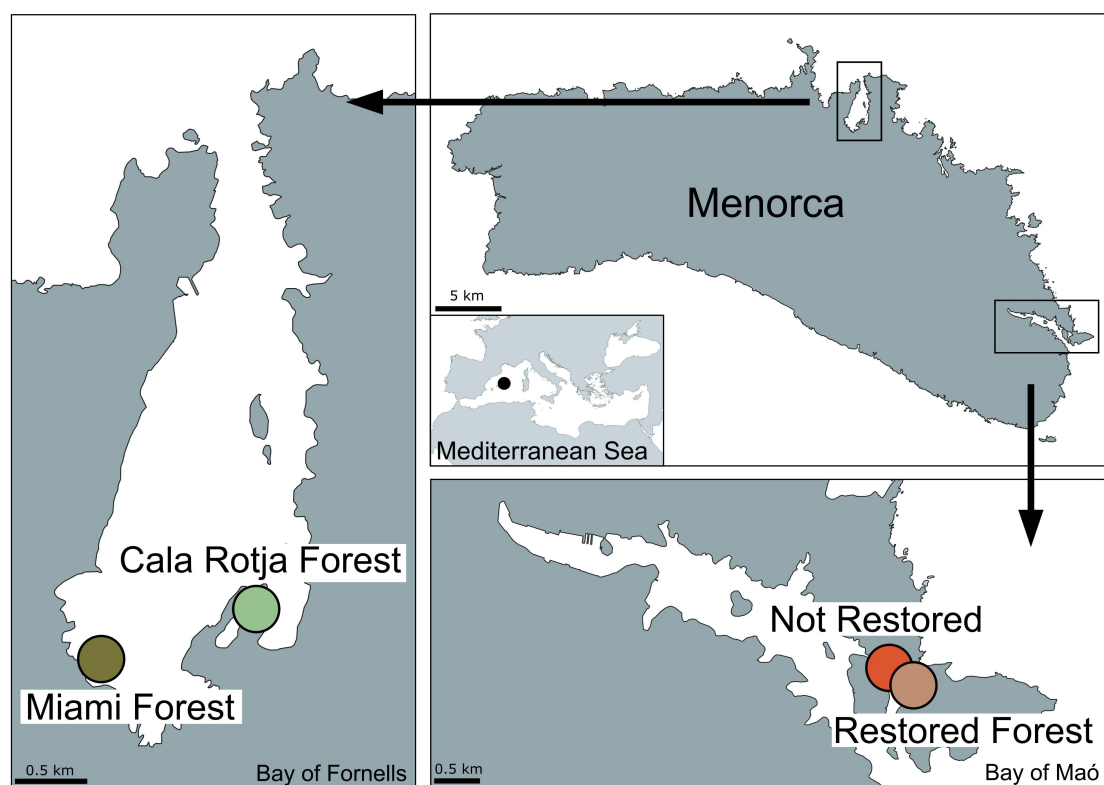 Cala Rotja Forest
Miami Forest
0.5 km
Bay of Fornells
Menorca
5 km
Mediterranean Sea
Not Restored
Restored Forest
0.5 km
Bay of Maó